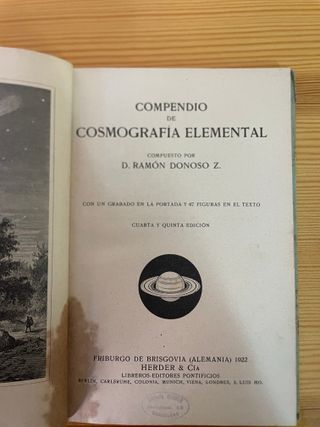 COMPENDIO
DE
COSMOGRAFÍA ELEMENTAL
COMPUESTO POR
D. RAMÓN DONOSO Z.
CON UN GRABADO EN LA PORTADA Y 47 FIGURAS EN EL TEXTO
CUARTA Y QUINTA EDICIÓN
FRIBURGO DE BRISGOVIA (ALEMANIA) 1922
HERDER & CIA
LIBREROS-EDITORES PONTIFICIOS
BERLÍN, CARLSRUHE, COLONIA, MUNICH, VIENA, LONDRES, S. LUIS MO.